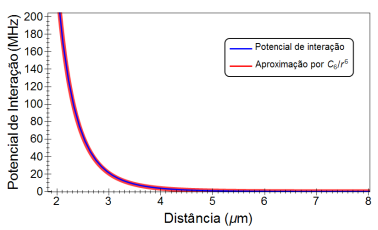 Potencial de Interação (MHz)
200
180
160
140
120
100
80
60
40
20
0
Potencial de interação
Aproximação por C₆/r⁶
2 3 4 5 6 7 8
Distância (μm)